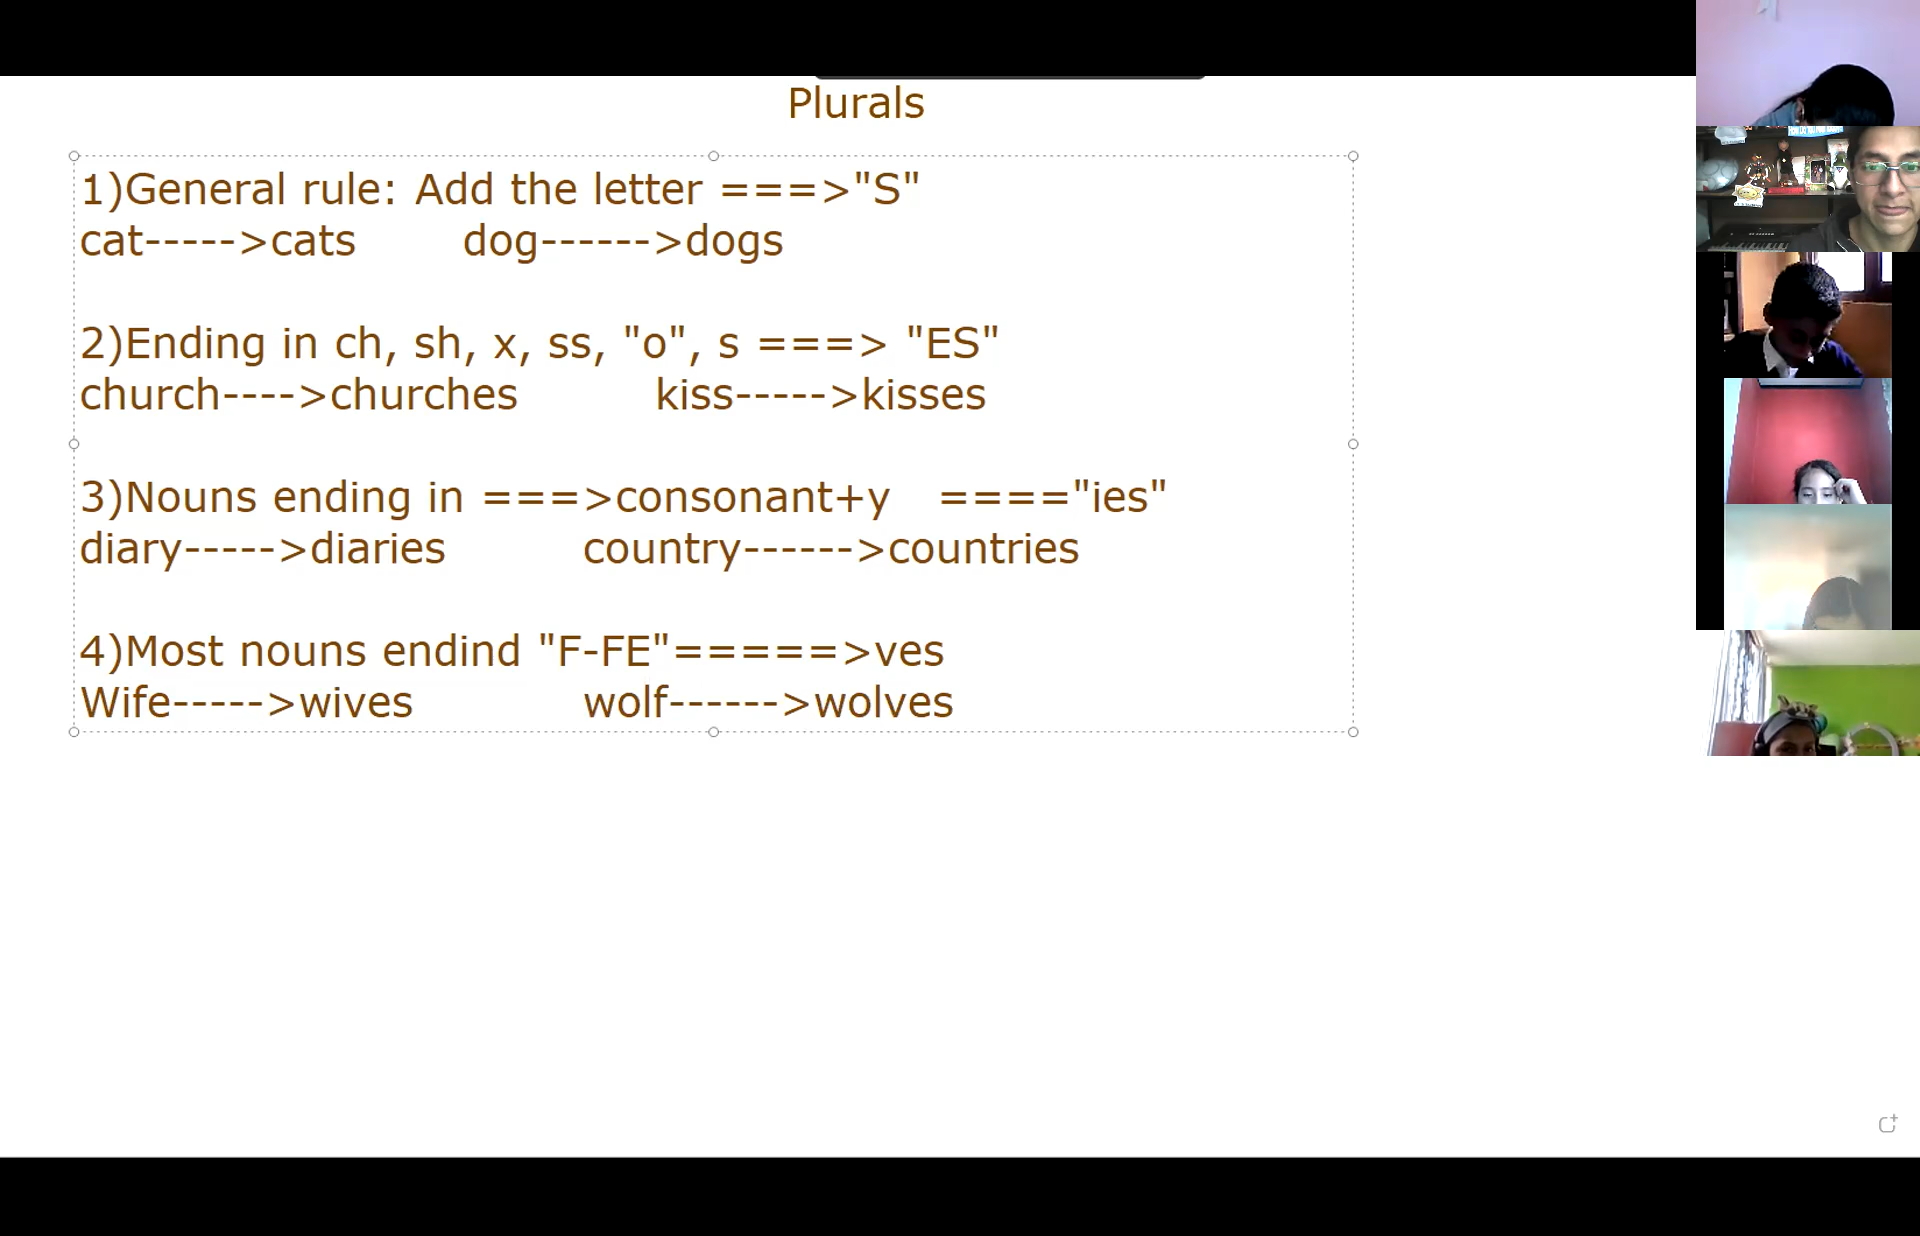 Plurals
1)General rule: Add the letter ===>"S"
cat----->cats dog------>dogs
2)Ending in ch, sh, x, ss, "o", s ===> "ES"
church---->churches kiss----->kisses
3)Nouns ending in ===>consonant+y ===="ies"
diary----->diaries country------>countries
4)Most nouns endind "F-FE"=====>ves
Wife----->wives wolf------>wolves